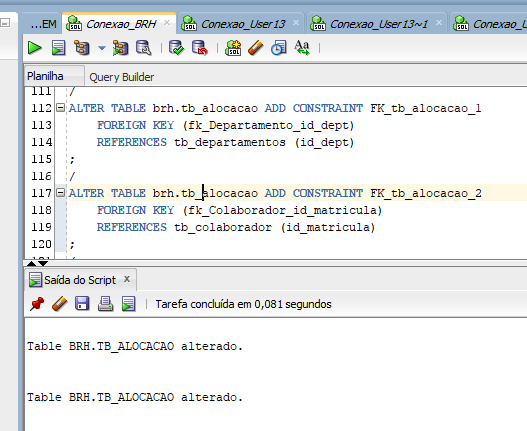 ...EM Conexao_BRH Conexao_User13 Conexao_User13~1
Planilha Query Builder
111 /
112 ALTER TABLE brh.tb_alocacao ADD CONSTRAINT FK_tb_alocacao_1
113 FOREIGN KEY (fk_Departamento_id_dept)
114 REFERENCES tb_departamentos (id_dept)
115 ;
116 /
117 ALTER TABLE brh.tb_alocacao ADD CONSTRAINT FK_tb_alocacao_2
118 FOREIGN KEY (fk_Colaborador_id_matricula)
119 REFERENCES tb_colaborador (id_matricula)
120 ;
Saída do Script x
Tarefa concluída em 0,081 segundos
Table BRH.TB_ALOCACAO alterado.
Table BRH.TB_ALOCACAO alterado.